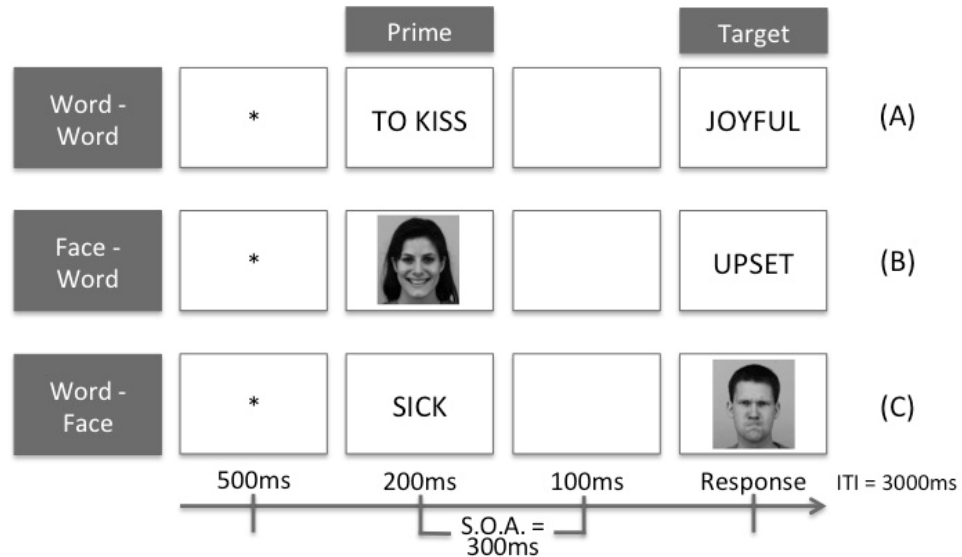 Prime
Target
Word -
Word
*
TO KISS
JOYFUL
(A)
Face -
Word
*
UPSET
(B)
Word -
Face
*
SICK
(C)
500ms
200ms
100ms
Response
ITI = 3000ms
S.O.A. =
300ms